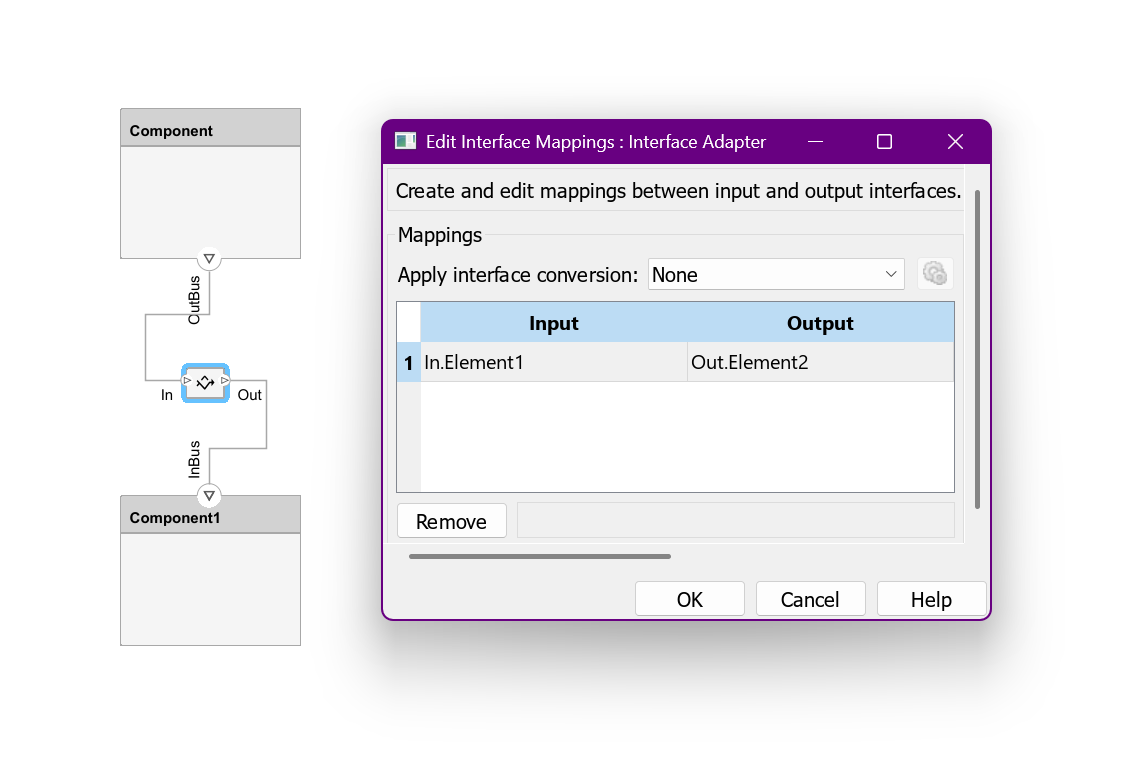 Component
OutBus
In
Out
InBus
Component1
Edit Interface Mappings : Interface Adapter
Create and edit mappings between input and output interfaces.
Mappings
Apply interface conversion: None
Input Output
1 In.Element1 Out.Element2
Remove
OK Cancel Help